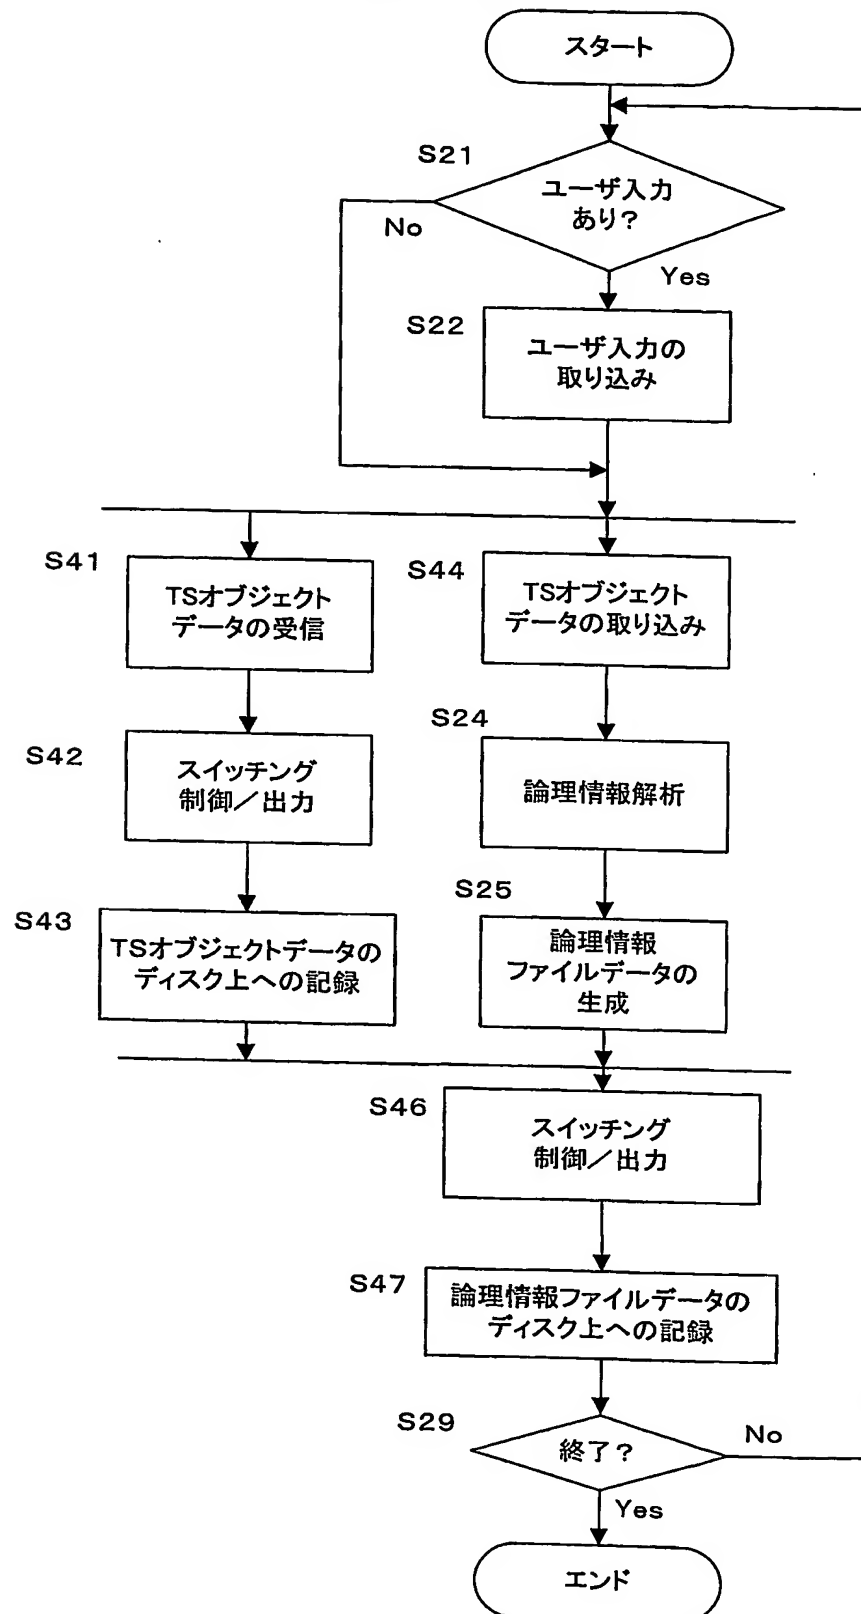 スタート
S21
ユーザ入力
あり?
No
Yes
S22
ユーザ入力の
取り込み
S41
TSオブジェクト
データの受信
S44
TSオブジェクト
データの取り込み
S42
スイッチング
制御／出力
S24
論理情報解析
S43
TSオブジェクトデータの
ディスク上への記録
S25
論理情報
ファイルデータの
生成
S46
スイッチング
制御／出力
S47
論理情報ファイルデータの
ディスク上への記録
S29
終了?
No
Yes
エンド